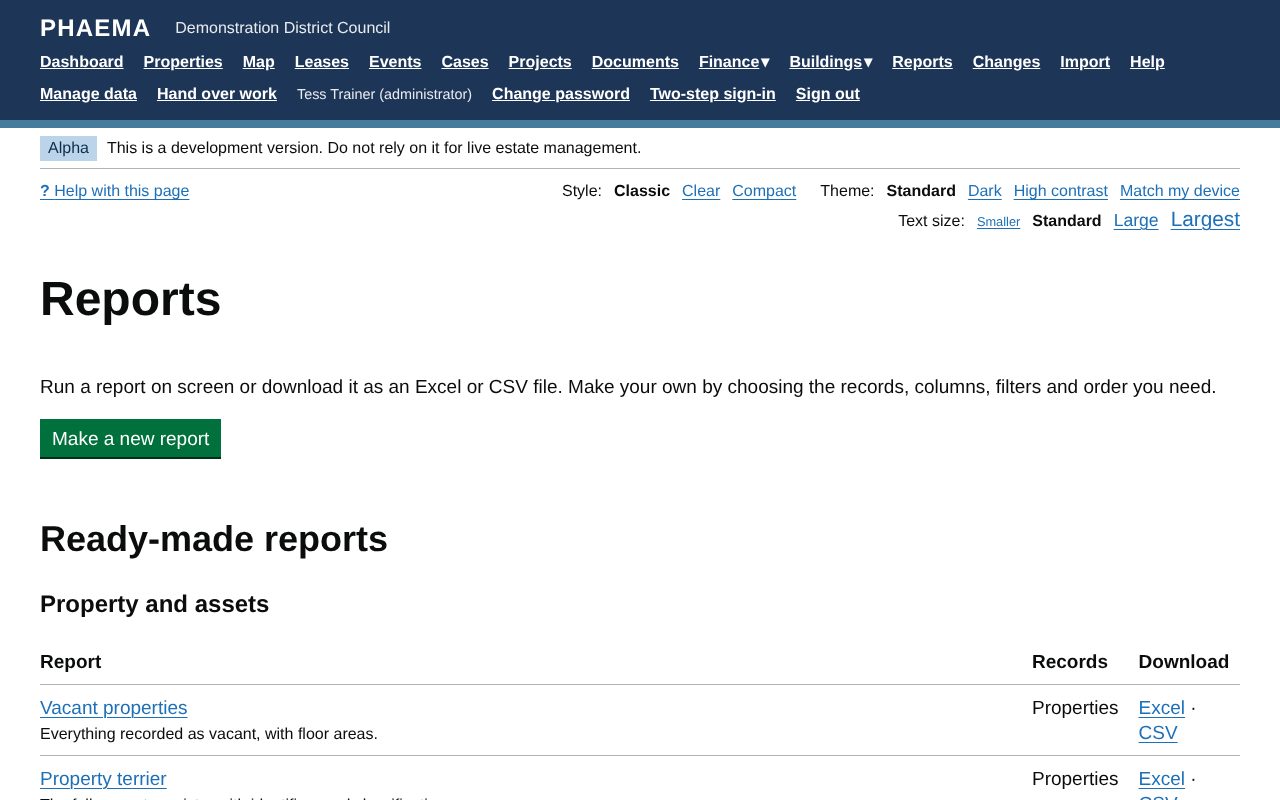 PHAEMA Demonstration District Council
Dashboard Properties Map Leases Events Cases Projects Documents Finance▾ Buildings▾ Reports Changes Import Help
Manage data Hand over work Tess Trainer (administrator) Change password Two-step sign-in Sign out
Alpha This is a development version. Do not rely on it for live estate management.
? Help with this page Style: Classic Clear Compact Theme: Standard Dark High contrast Match my device
Text size: Smaller Standard Large Largest
Reports
Run a report on screen or download it as an Excel or CSV file. Make your own by choosing the records, columns, filters and order you need.
Make a new report
Ready-made reports
Property and assets
Report Records Download
Vacant properties Properties Excel ·
Everything recorded as vacant, with floor areas. CSV
Property terrier Properties Excel ·